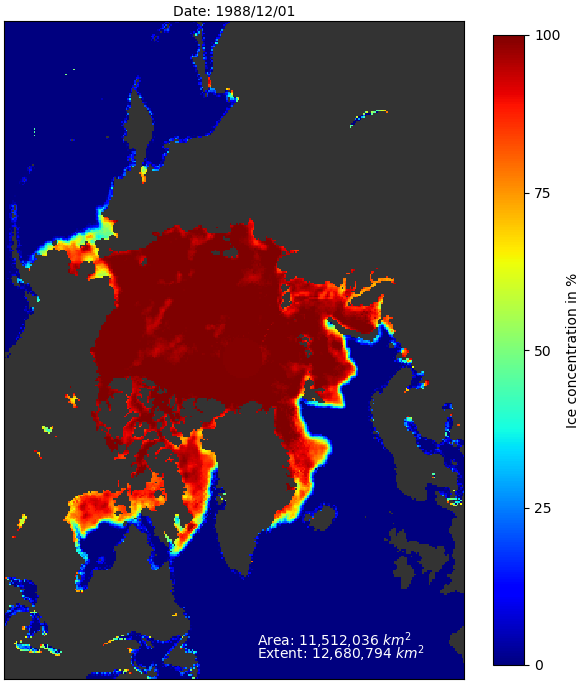 Date: 1988/12/01
100
75
50
25
0
Ice concentration in %
Area: 11,512,036 km²
Extent: 12,680,794 km²